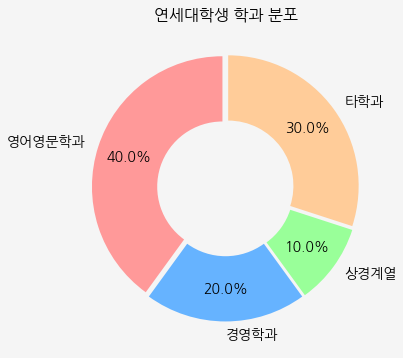 연세대학생 학과 분포
타학과
30.0%
영어영문학과
40.0%
10.0%
상경계열
20.0%
경영학과